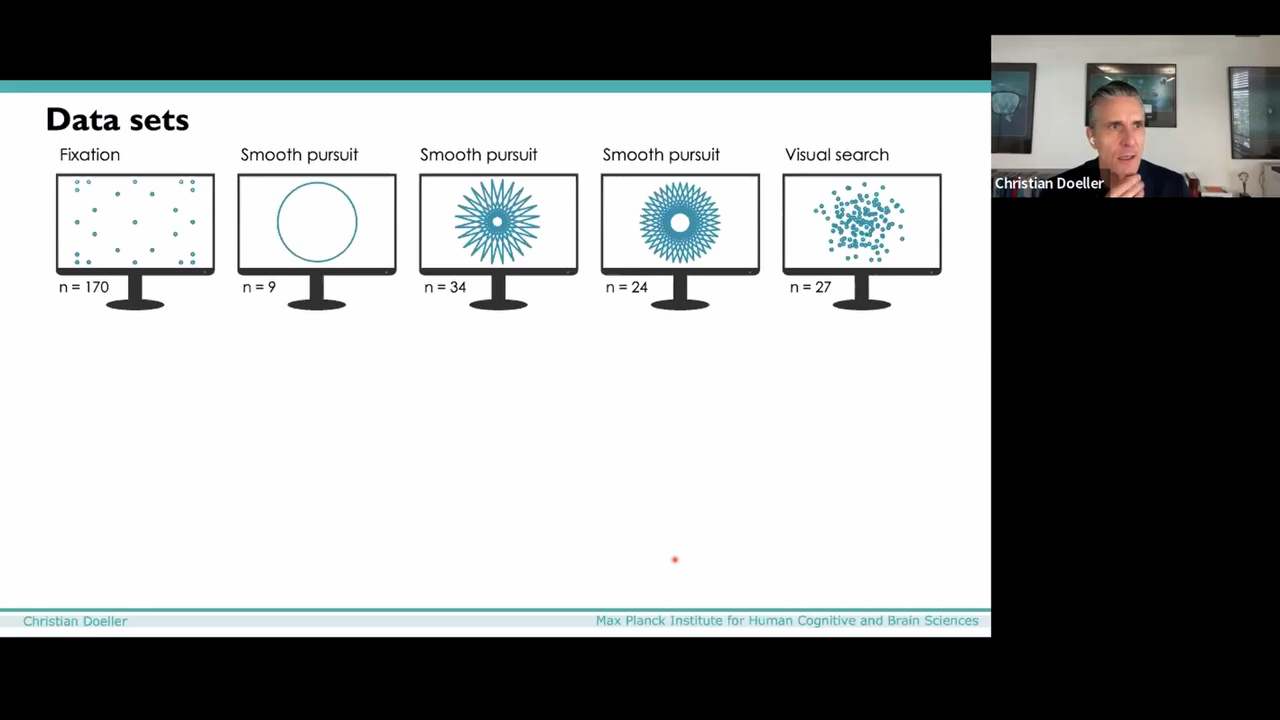 Data sets
Fixation
Smooth pursuit
Smooth pursuit
Smooth pursuit
Visual search
n = 170
n = 9
n = 34
n = 24
n = 27
Christian Doeller
Christian Doeller
Max Planck Institute for Human Cognitive and Brain Sciences